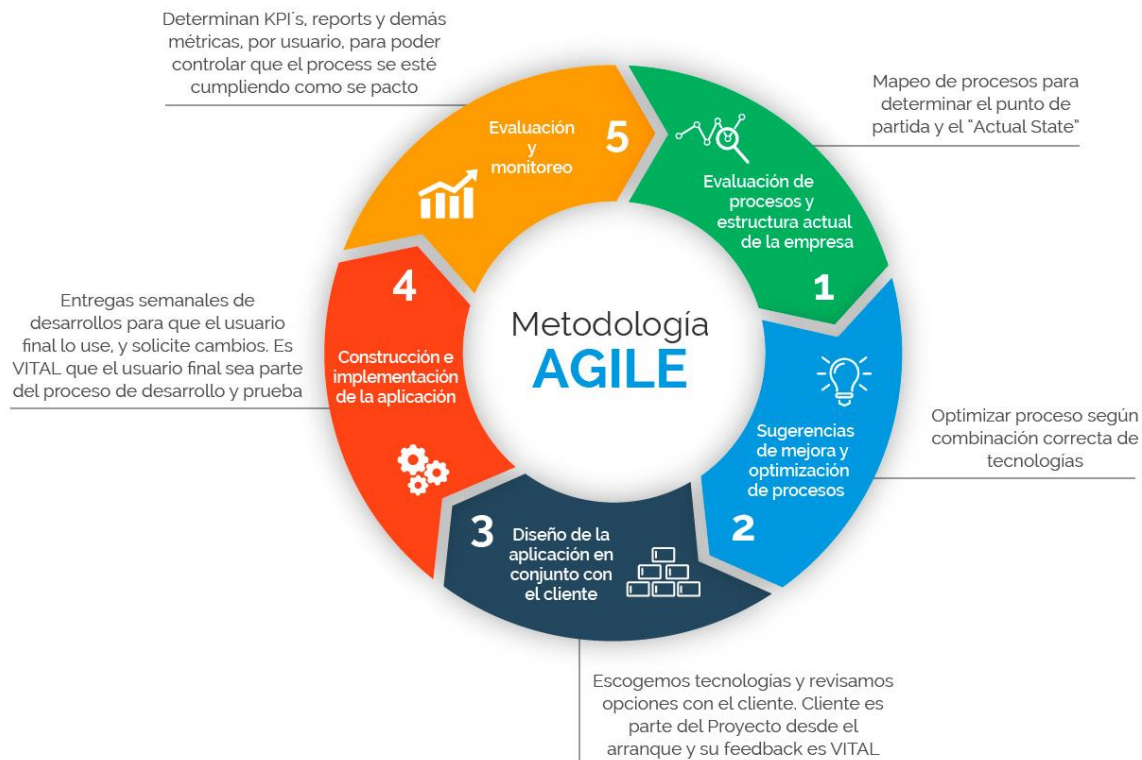 Metodología
AGILE
1
Evaluación de
procesos y
estructura actual
de la empresa
Mapeo de procesos para
determinar el punto de
partida y el "Actual State"
2
Sugerencias
de mejora y
optimización
de procesos
Optimizar proceso según
combinación correcta de
tecnologías
3
Diseño de la
aplicación en
conjunto con
el cliente
Escogemos tecnologías y revisamos
opciones con el cliente. Cliente es
parte del Proyecto desde el
arranque y su feedback es VITAL
4
Construcción e
implementación
de la aplicación
Entregas semanales de
desarrollos para que el usuario
final lo use, y solicite cambios. Es
VITAL que el usuario final sea parte
del proceso de desarrollo y prueba
5
Evaluación
y
monitoreo
Determinan KPI´s, reports y demás
métricas, por usuario, para poder
controlar que el process se esté
cumpliendo como se pacto